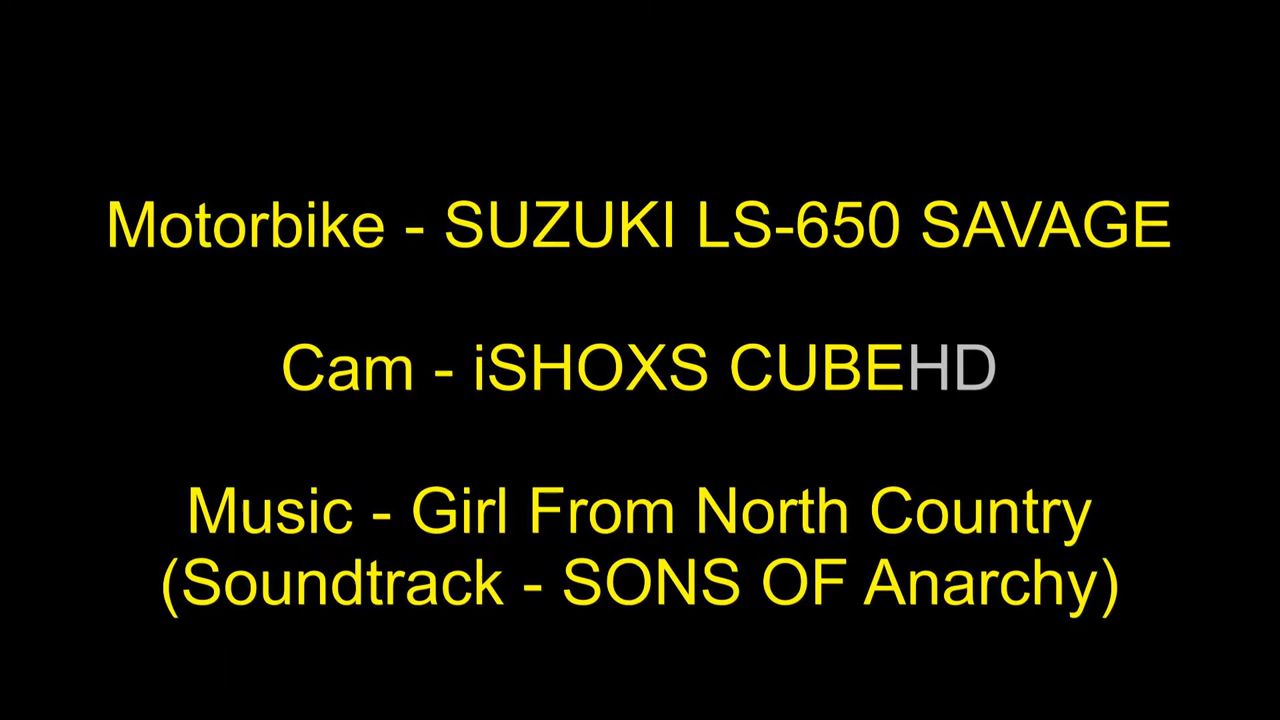 Motorbike - SUZUKI LS-650 SAVAGE
Cam - iSHOXS CUBEHD
Music - Girl From North Country
(Soundtrack - SONS OF Anarchy)